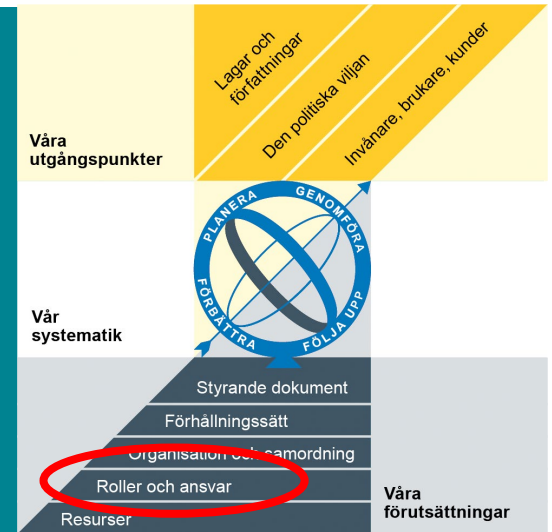 Lagar och
författningar
Den politiska viljan
Invånare, brukare, kunder
Våra
utgångspunkter
PLANERA
GENOMFÖRA
FÖLJA UPP
FÖRBÄTTRA
Vår
systematik
Styrande dokument
Förhållningssätt
Organisation och samordning
Roller och ansvar
Resurser
Våra
förutsättningar